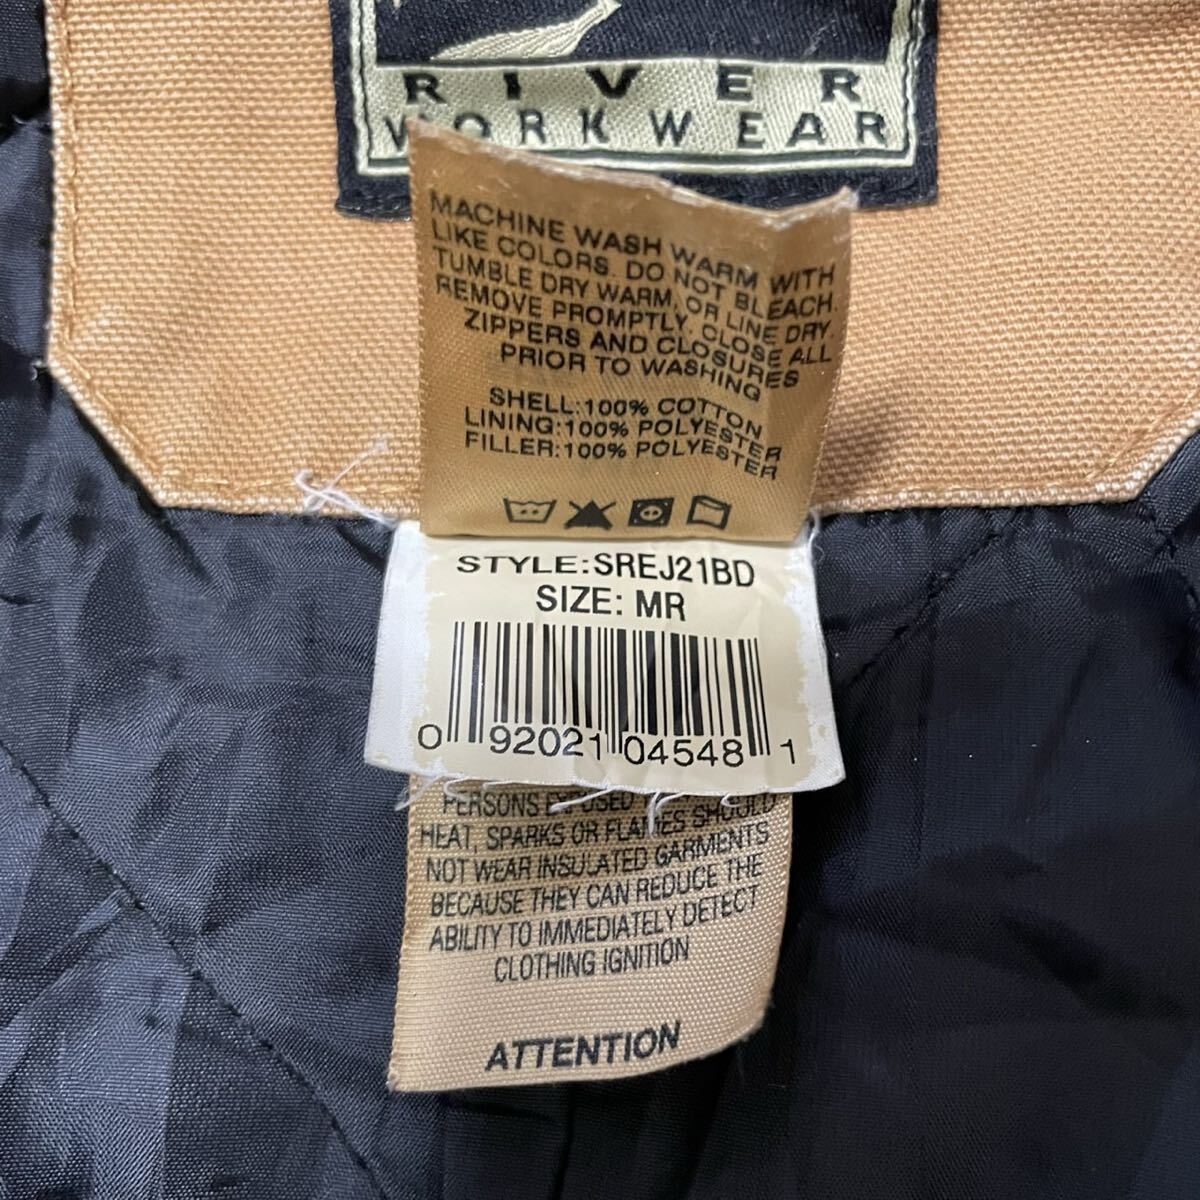 RIVER
WORKWEAR
MACHINE WASH WARM WITH
LIKE COLORS. DO NOT BLEACH.
TUMBLE DRY WARM, OR LINE DRY.
REMOVE PROMPTLY. CLOSE ALL
ZIPPERS AND CLOSURES
PRIOR TO WASHING
SHELL:100% COTTON
LINING:100% POLYESTER
FILLER:100% POLYESTER
STYLE:SREJ21BD
SIZE: MR
0 92021 04548 1
PERSONS EXPOSED
HEAT, SPARKS OR FLAMES SHOULD
NOT WEAR INSULATED GARMENTS
BECAUSE THEY CAN REDUCE THE
ABILITY TO IMMEDIATELY DETECT
CLOTHING IGNITION
ATTENTION